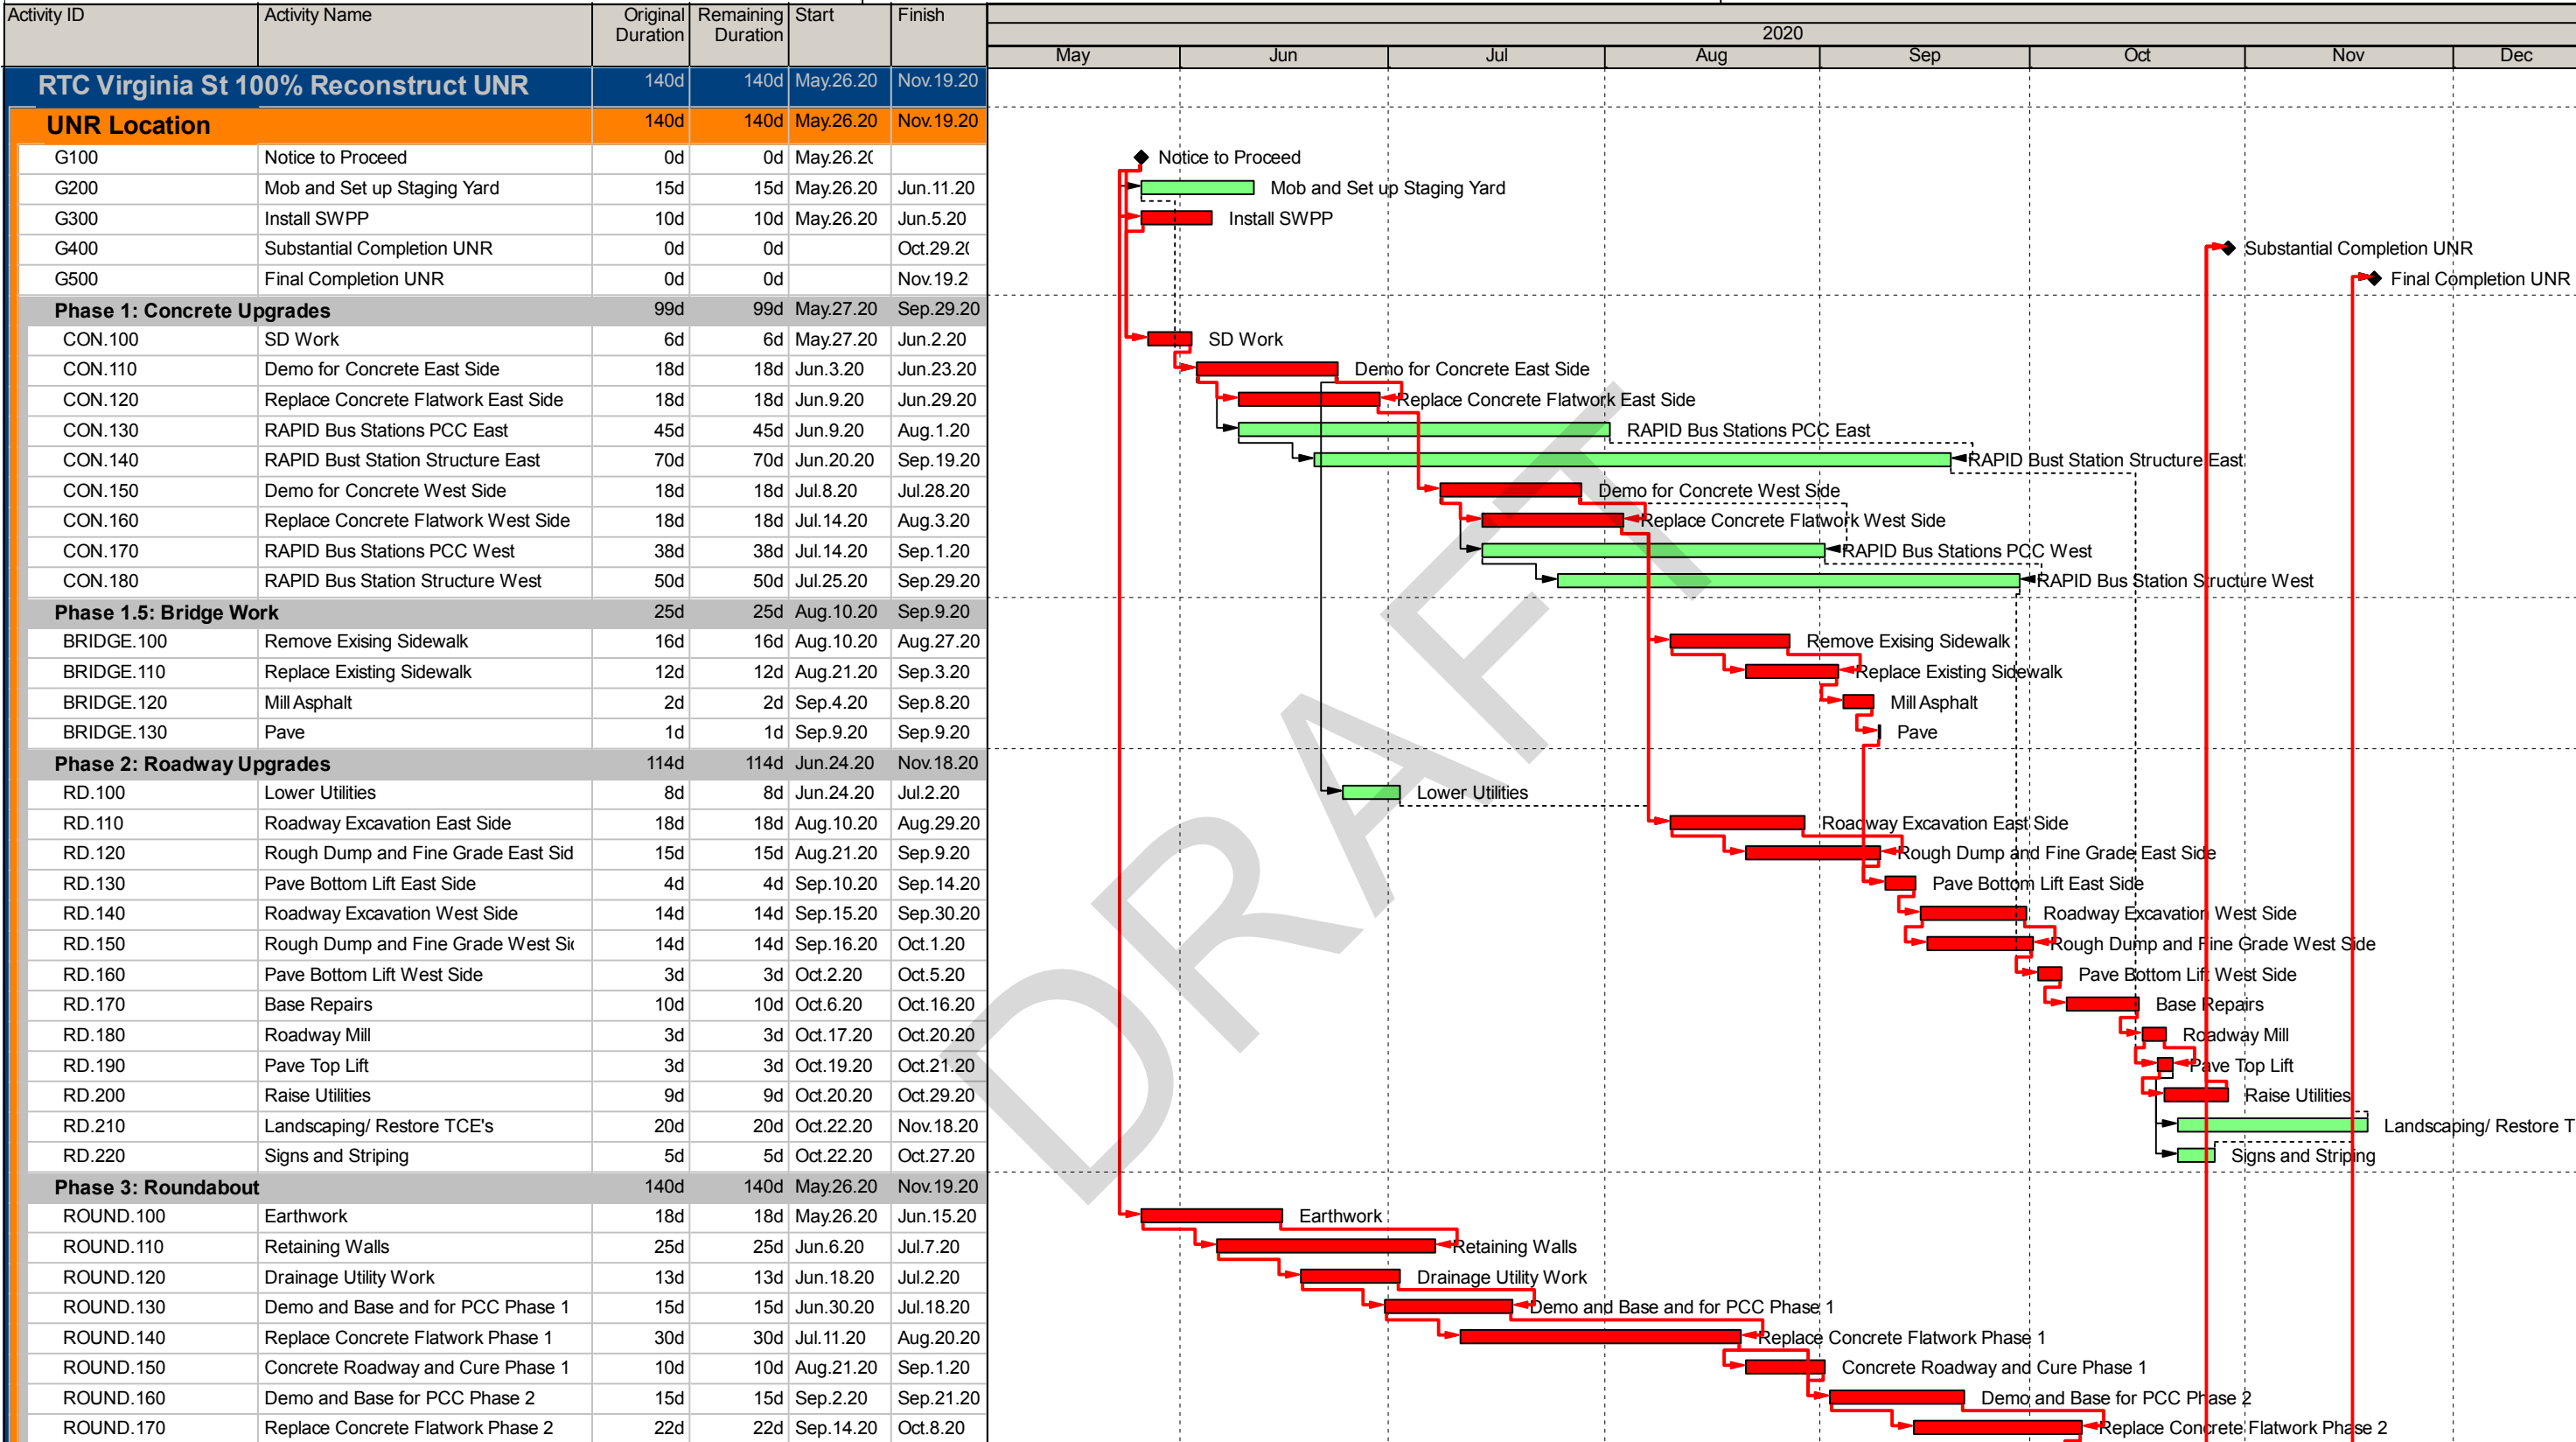 Activity ID Activity Name Original Duration Remaining Duration Start Finish
2020
May Jun Jul Aug Sep Oct Nov Dec
RTC Virginia St 100% Reconstruct UNR 140d 140d May.26.20 Nov.19.20
UNR Location 140d 140d May.26.20 Nov.19.20
G100 Notice to Proceed 0d 0d May.26.20 Notice to Proceed
G200 Mob and Set up Staging Yard 15d 15d May.26.20 Jun.11.20 Mob and Set up Staging Yard
G300 Install SWPP 10d 10d May.26.20 Jun.5.20 Install SWPP
G400 Substantial Completion UNR 0d 0d Oct.29.20 Substantial Completion UNR
G500 Final Completion UNR 0d 0d Nov.19.2 Final Completion UNR
Phase 1: Concrete Upgrades 99d 99d May.27.20 Sep.29.20
CON.100 SD Work 6d 6d May.27.20 Jun.2.20 SD Work
CON.110 Demo for Concrete East Side 18d 18d Jun.3.20 Jun.23.20 Demo for Concrete East Side
CON.120 Replace Concrete Flatwork East Side 18d 18d Jun.9.20 Jun.29.20 Replace Concrete Flatwork East Side
CON.130 RAPID Bus Stations PCC East 45d 45d Jun.9.20 Aug.1.20 RAPID Bus Stations PCC East
CON.140 RAPID Bust Station Structure East 70d 70d Jun.20.20 Sep.19.20 RAPID Bust Station Structure East
CON.150 Demo for Concrete West Side 18d 18d Jul.8.20 Jul.28.20 Demo for Concrete West Side
CON.160 Replace Concrete Flatwork West Side 18d 18d Jul.14.20 Aug.3.20 Replace Concrete Flatwork West Side
CON.170 RAPID Bus Stations PCC West 38d 38d Jul.14.20 Sep.1.20 RAPID Bus Stations PCC West
CON.180 RAPID Bus Station Structure West 50d 50d Jul.25.20 Sep.29.20 RAPID Bus Station Structure West
Phase 1.5: Bridge Work 25d 25d Aug.10.20 Sep.9.20
BRIDGE.100 Remove Exising Sidewalk 16d 16d Aug.10.20 Aug.27.20 Remove Exising Sidewalk
BRIDGE.110 Replace Existing Sidewalk 12d 12d Aug.21.20 Sep.3.20 Replace Existing Sidewalk
BRIDGE.120 Mill Asphalt 2d 2d Sep.4.20 Sep.8.20 Mill Asphalt
BRIDGE.130 Pave 1d 1d Sep.9.20 Sep.9.20 Pave
Phase 2: Roadway Upgrades 114d 114d Jun.24.20 Nov.18.20
RD.100 Lower Utilities 8d 8d Jun.24.20 Jul.2.20 Lower Utilities
RD.110 Roadway Excavation East Side 18d 18d Aug.10.20 Aug.29.20 Roadway Excavation East Side
RD.120 Rough Dump and Fine Grade East Sid 15d 15d Aug.21.20 Sep.9.20 Rough Dump and Fine Grade East Side
RD.130 Pave Bottom Lift East Side 4d 4d Sep.10.20 Sep.14.20 Pave Bottom Lift East Side
RD.140 Roadway Excavation West Side 14d 14d Sep.15.20 Sep.30.20 Roadway Excavation West Side
RD.150 Rough Dump and Fine Grade West Sid 14d 14d Sep.16.20 Oct.1.20 Rough Dump and Fine Grade West Side
RD.160 Pave Bottom Lift West Side 3d 3d Oct.2.20 Oct.5.20 Pave Bottom Lift West Side
RD.170 Base Repairs 10d 10d Oct.6.20 Oct.16.20 Base Repairs
RD.180 Roadway Mill 3d 3d Oct.17.20 Oct.20.20 Roadway Mill
RD.190 Pave Top Lift 3d 3d Oct.19.20 Oct.21.20 Pave Top Lift
RD.200 Raise Utilities 9d 9d Oct.20.20 Oct.29.20 Raise Utilities
RD.210 Landscaping/ Restore TCE's 20d 20d Oct.22.20 Nov.18.20 Landscaping/ Restore T
RD.220 Signs and Striping 5d 5d Oct.22.20 Oct.27.20 Signs and Striping
Phase 3: Roundabout 140d 140d May.26.20 Nov.19.20
ROUND.100 Earthwork 18d 18d May.26.20 Jun.15.20 Earthwork
ROUND.110 Retaining Walls 25d 25d Jun.6.20 Jul.7.20 Retaining Walls
ROUND.120 Drainage Utility Work 13d 13d Jun.18.20 Jul.2.20 Drainage Utility Work
ROUND.130 Demo and Base and for PCC Phase 1 15d 15d Jun.30.20 Jul.18.20 Demo and Base and for PCC Phase 1
ROUND.140 Replace Concrete Flatwork Phase 1 30d 30d Jul.11.20 Aug.20.20 Replace Concrete Flatwork Phase 1
ROUND.150 Concrete Roadway and Cure Phase 1 10d 10d Aug.21.20 Sep.1.20 Concrete Roadway and Cure Phase 1
ROUND.160 Demo and Base for PCC Phase 2 15d 15d Sep.2.20 Sep.21.20 Demo and Base for PCC Phase 2
ROUND.170 Replace Concrete Flatwork Phase 2 22d 22d Sep.14.20 Oct.8.20 Replace Concrete Flatwork Phase 2
DRAFT